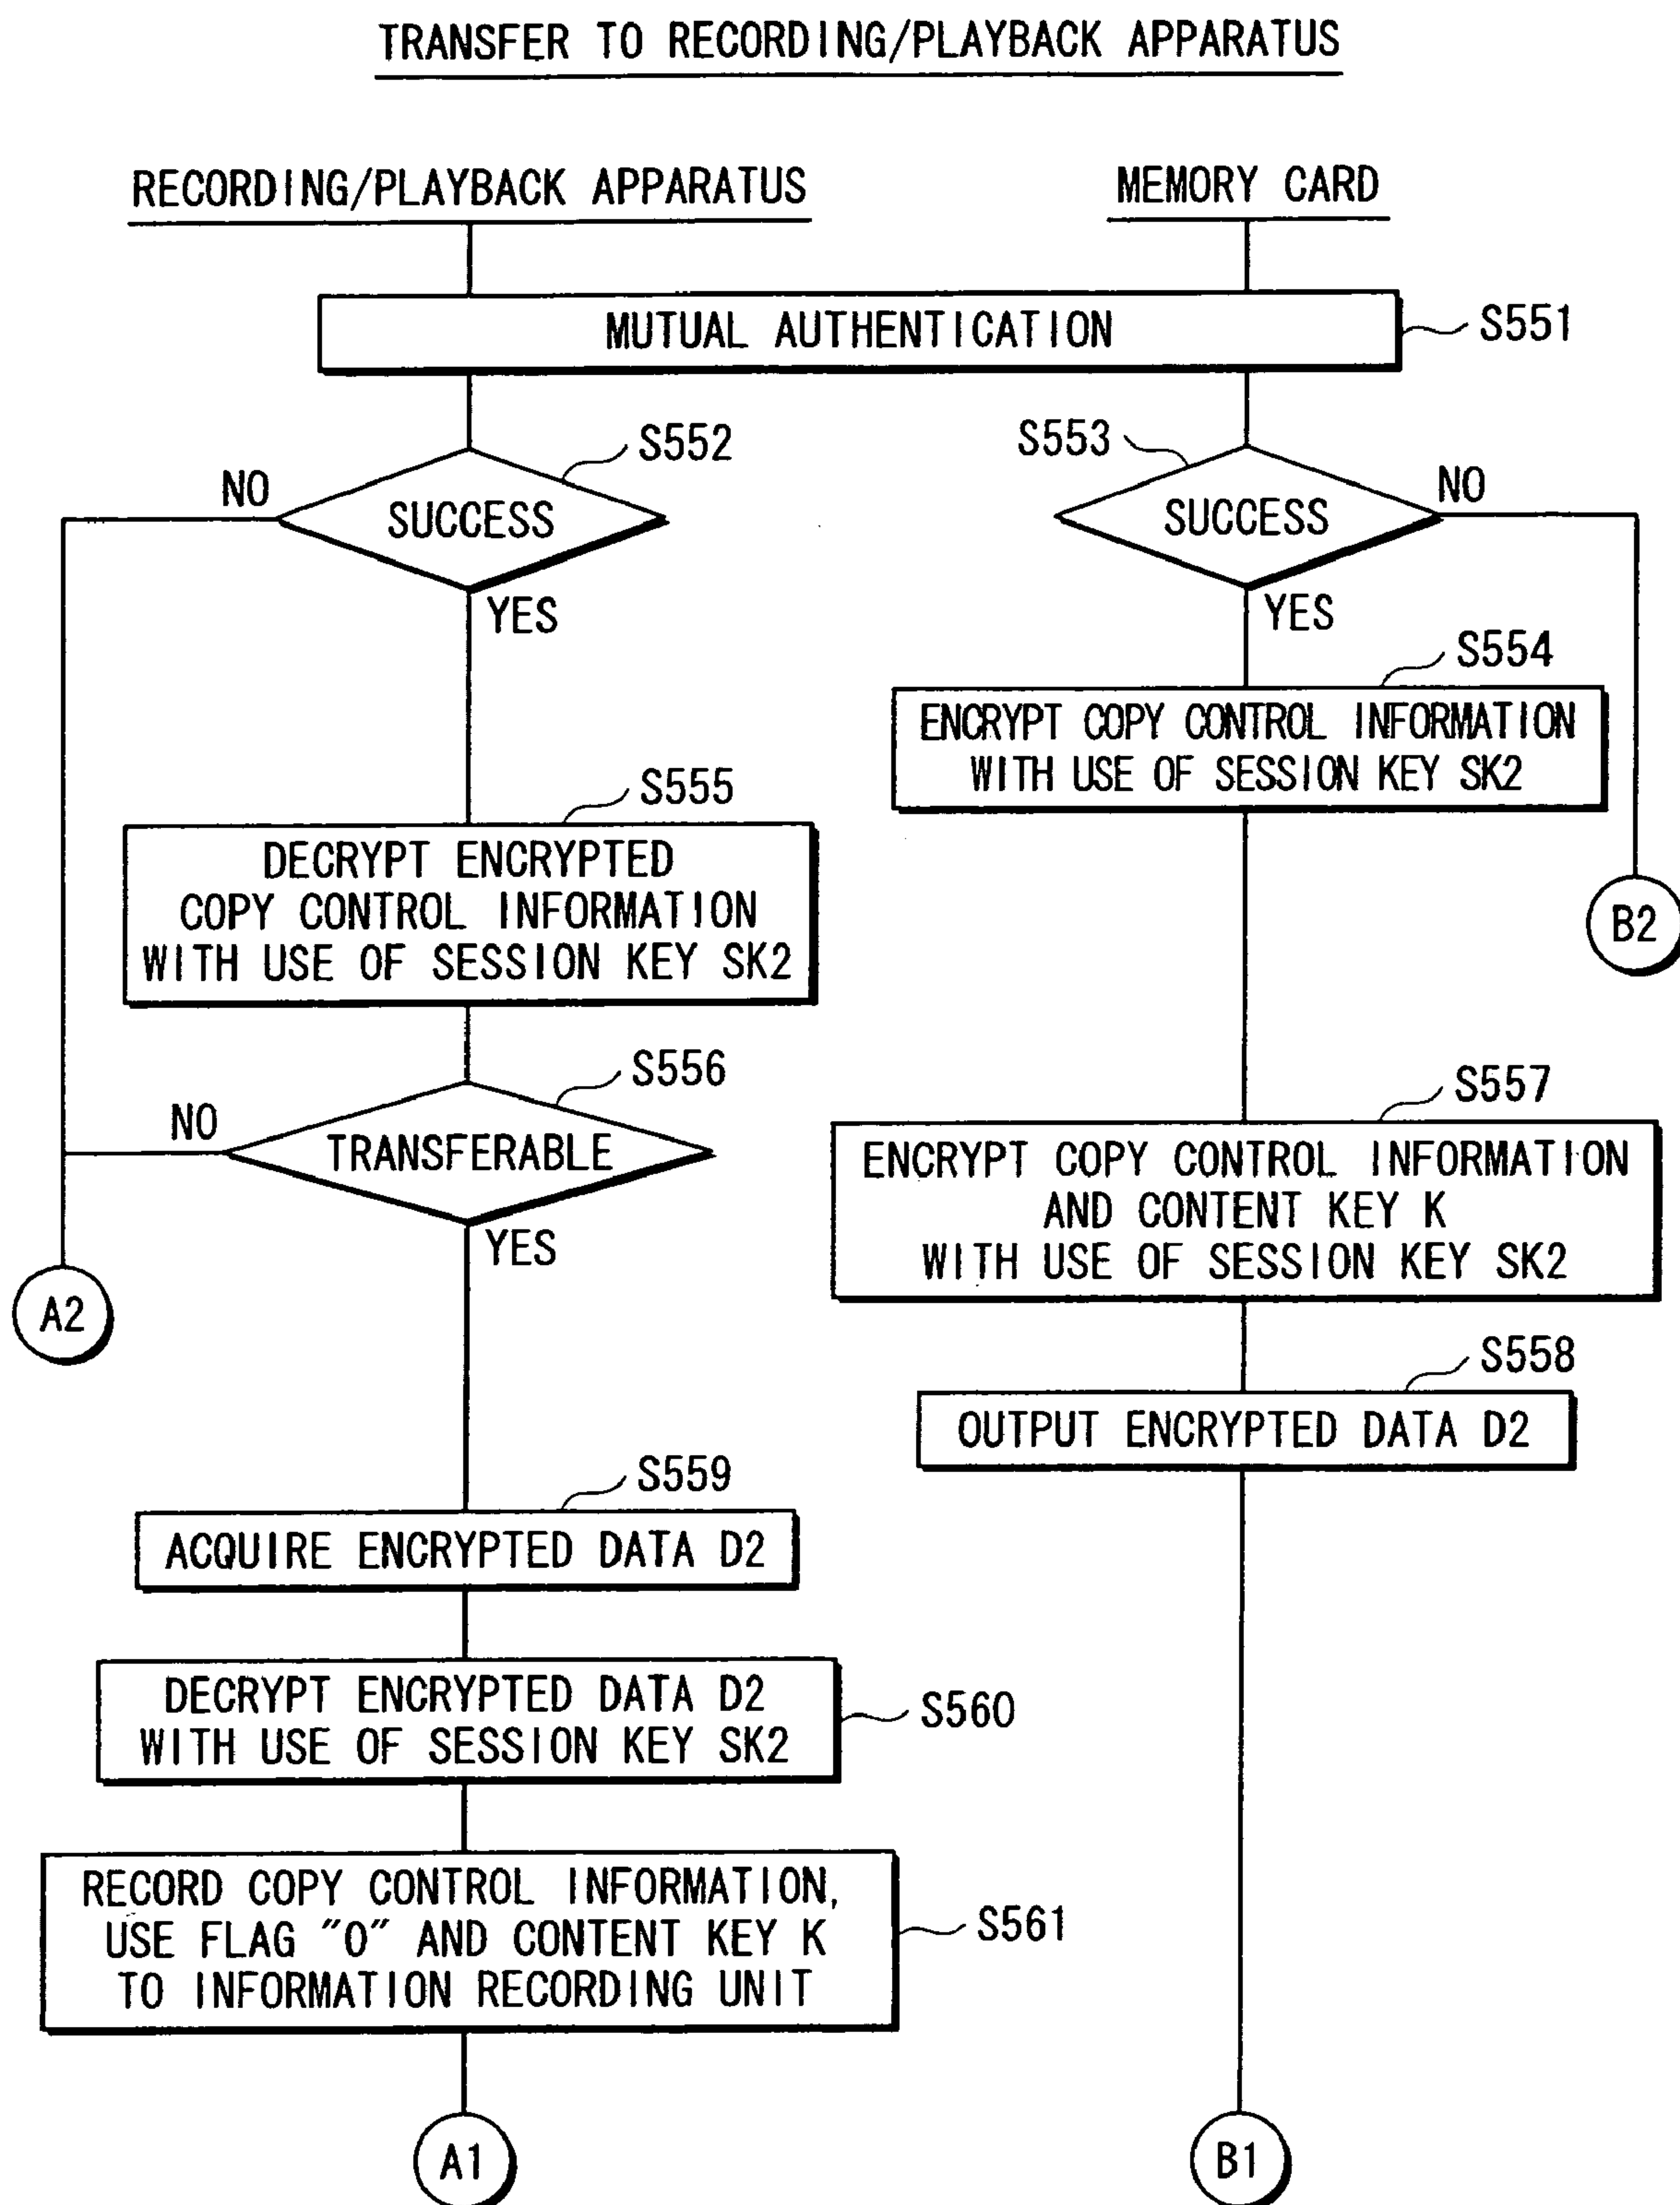 TRANSFER TO RECORDING/PLAYBACK APPARATUS
RECORDING/PLAYBACK APPARATUS
MEMORY CARD
MUTUAL AUTHENTICATION
S551
S552
NO
SUCCESS
YES
S553
NO
SUCCESS
YES
S554
ENCRYPT COPY CONTROL INFORMATION
WITH USE OF SESSION KEY SK2
B2
S555
DECRYPT ENCRYPTED
COPY CONTROL INFORMATION
WITH USE OF SESSION KEY SK2
S556
NO
TRANSFERABLE
YES
A2
S557
ENCRYPT COPY CONTROL INFORMATION
AND CONTENT KEY K
WITH USE OF SESSION KEY SK2
S558
OUTPUT ENCRYPTED DATA D2
S559
ACQUIRE ENCRYPTED DATA D2
DECRYPT ENCRYPTED DATA D2
WITH USE OF SESSION KEY SK2
S560
RECORD COPY CONTROL INFORMATION,
USE FLAG "0" AND CONTENT KEY K
TO INFORMATION RECORDING UNIT
S561
A1
B1